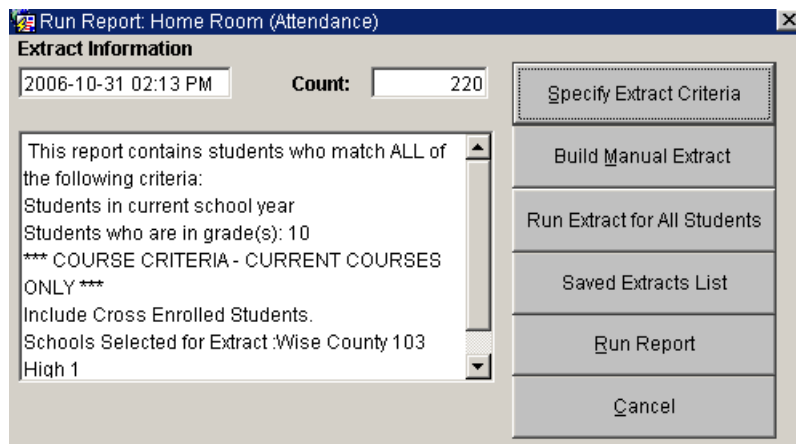 Run Report: Home Room (Attendance)
Extract Information
2006-10-31 02:13 PM Count: 220
This report contains students who match ALL of
the following criteria:
Students in current school year
Students who are in grade(s): 10
*** COURSE CRITERIA - CURRENT COURSES
ONLY ***
Include Cross Enrolled Students.
Schools Selected for Extract :Wise County 103
High 1
Specify Extract Criteria
Build Manual Extract
Run Extract for All Students
Saved Extracts List
Run Report
Cancel